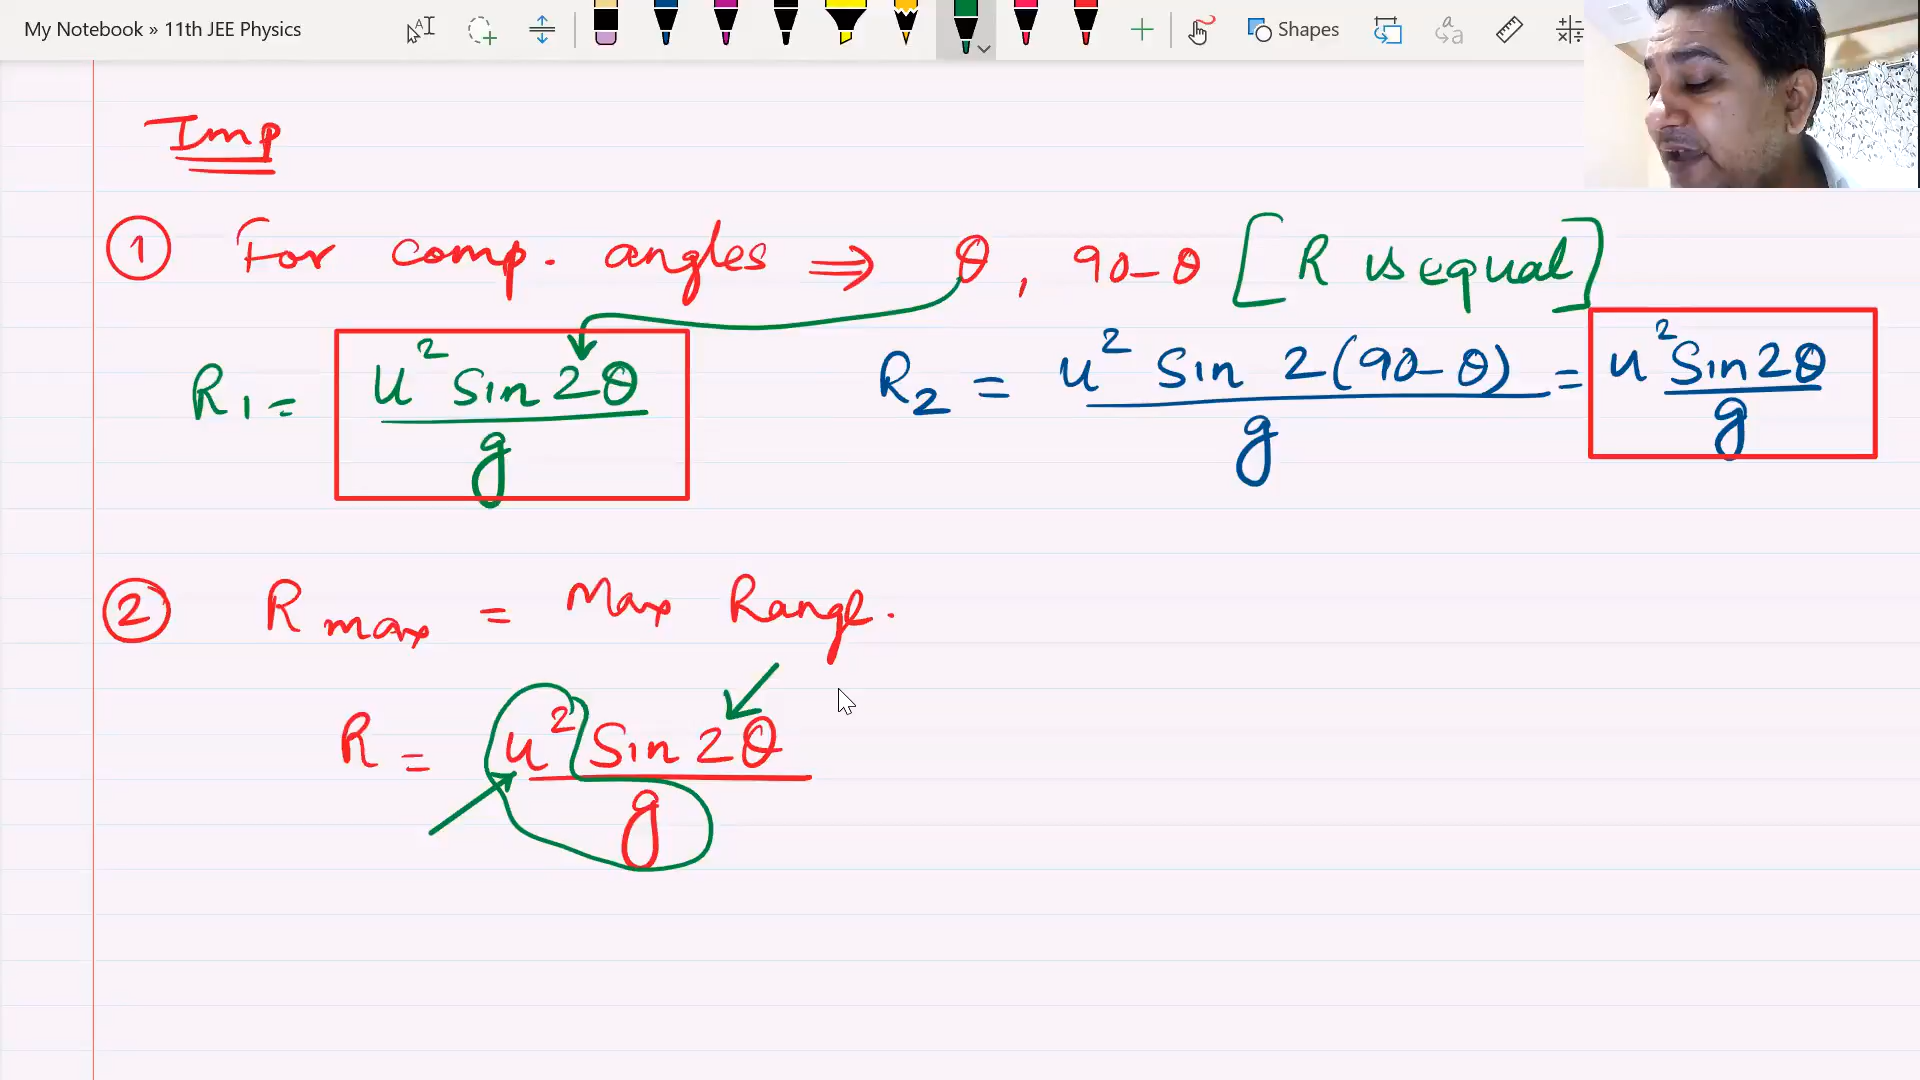 My Notebook » 11th JEE Physics
Shapes
Imp
① For comp. angles ⇒ θ, 90-θ [R is equal]
R₁ = u² Sin 2θ / g
R₂ = u² Sin 2(90-θ) / g = u² Sin 2θ / g
② R max = Max Range.
R = u² Sin 2θ / g